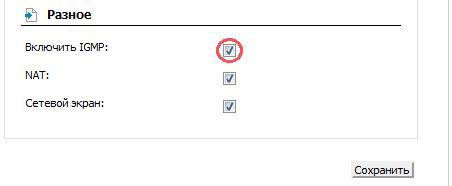 Разное
Включить IGMP:
NAT:
Сетевой экран:
Сохранить